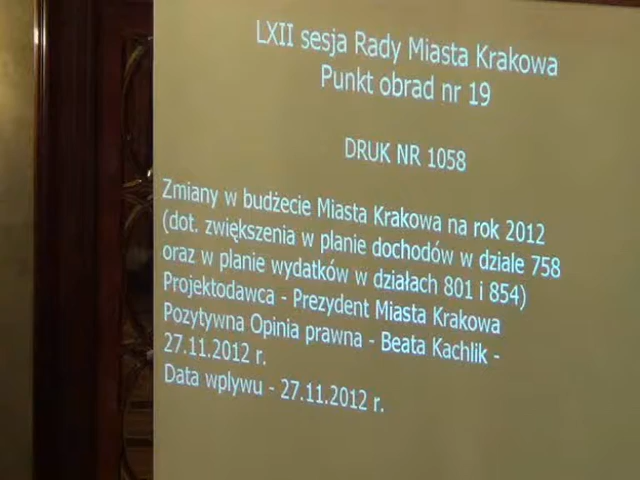 LXII sesja Rady Miasta Krakowa
Punkt obrad nr 19
DRUK NR 1058
Zmiany w budżecie Miasta Krakowa na rok 2012
(dot. zwiększenia w planie dochodów w dziale 758
oraz w planie wydatków w działach 801 i 854)
Projektodawca - Prezydent Miasta Krakowa
Pozytywna Opinia prawna - Beata Kachlik -
27.11.2012 r.
Data wplywu - 27.11.2012 r.